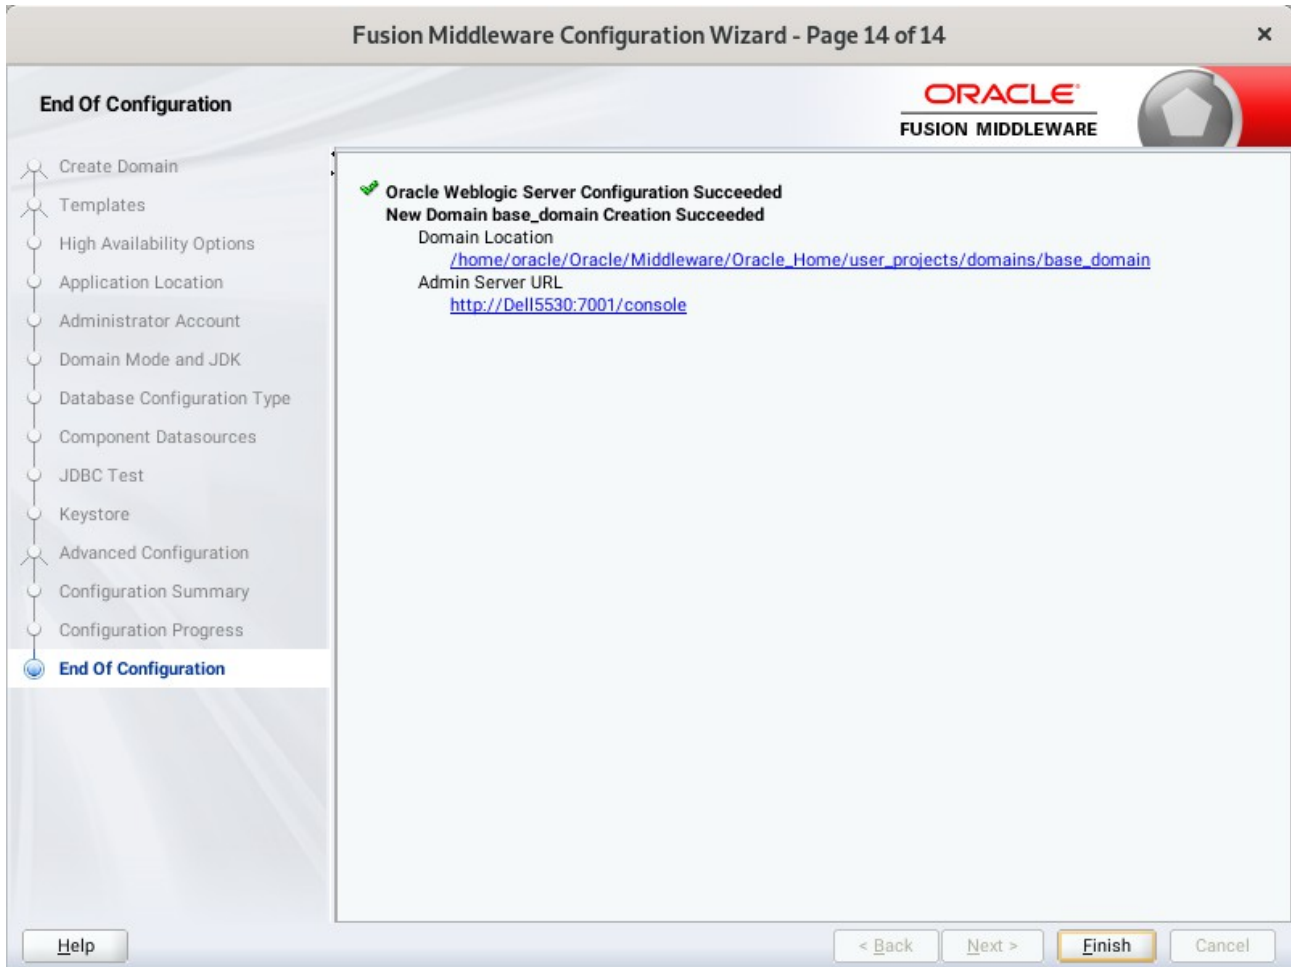 Fusion Middleware Configuration Wizard - Page 14 of 14
×
End Of Configuration
ORACLE
FUSION MIDDLEWARE
Create Domain
Templates
High Availability Options
Application Location
Administrator Account
Domain Mode and JDK
Database Configuration Type
Component Datasources
JDBC Test
Keystore
Advanced Configuration
Configuration Summary
Configuration Progress
End Of Configuration
Oracle Weblogic Server Configuration Succeeded
New Domain base_domain Creation Succeeded
Domain Location
/home/oracle/Oracle/Middleware/Oracle_Home/user_projects/domains/base_domain
Admin Server URL
http://Dell5530:7001/console
Help
< Back
Next >
Finish
Cancel